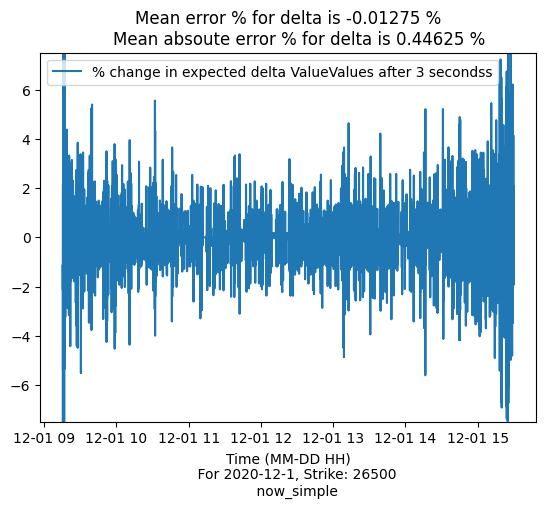 Mean error % for delta is -0.01275 %
Mean absoute error % for delta is 0.44625 %
% change in expected delta ValueValues after 3 secondss
6
4
2
0
−2
−4
−6
12-01 09 12-01 10 12-01 11 12-01 12 12-01 13 12-01 14 12-01 15
Time (MM-DD HH)
For 2020-12-1, Strike: 26500
now_simple